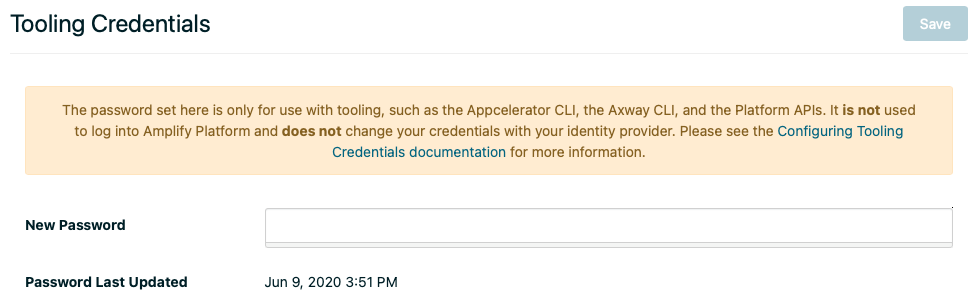 Tooling Credentials
Save
The password set here is only for use with tooling, such as the Appcelerator CLI, the Axway CLI, and the Platform APIs. It is not used
to log into Amplify Platform and does not change your credentials with your identity provider. Please see the Configuring Tooling
Credentials documentation for more information.
New Password
Password Last Updated Jun 9, 2020 3:51 PM